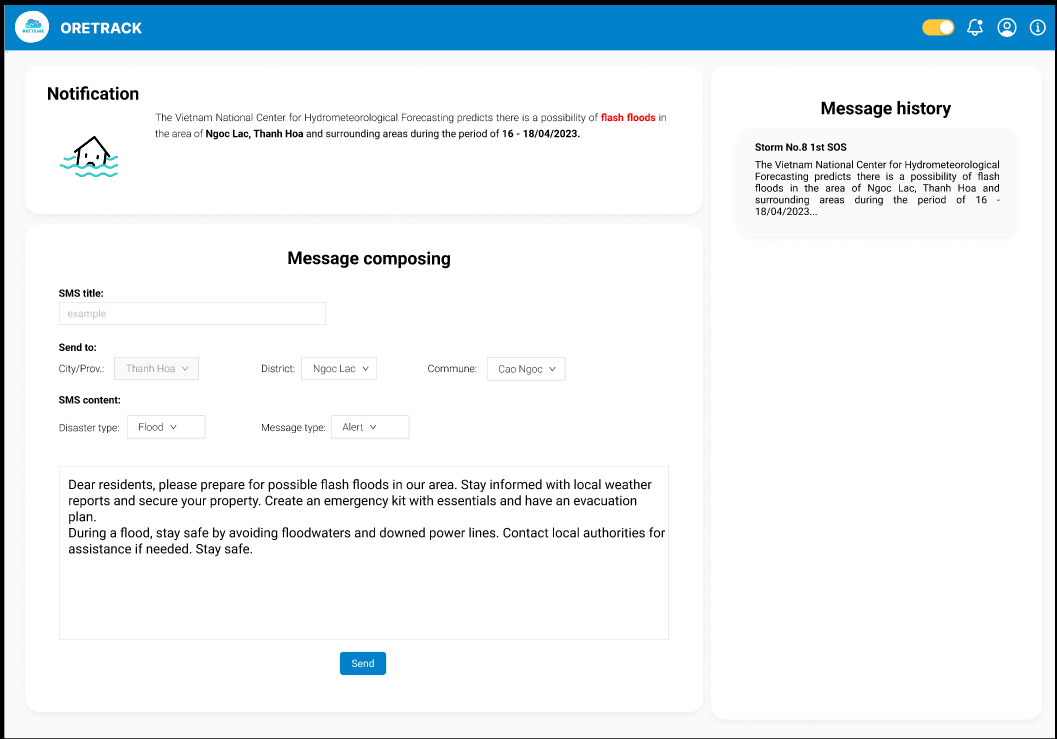 ORETRACK
ORETRACK
Notification
The Vietnam National Center for Hydrometeorological Forecasting predicts there is a possibility of flash floods in
the area of Ngoc Lac, Thanh Hoa and surrounding areas during the period of 16 - 18/04/2023.
Message composing
SMS title:
example
Send to:
City/Prov.: Thanh Hoa District: Ngoc Lac Commune: Cao Ngoc
SMS content:
Disaster type: Flood Message type: Alert
Dear residents, please prepare for possible flash floods in our area. Stay informed with local weather
reports and secure your property. Create an emergency kit with essentials and have an evacuation
plan.
During a flood, stay safe by avoiding floodwaters and downed power lines. Contact local authorities for
assistance if needed. Stay safe.
Send
Message history
Storm No.8 1st SOS
The Vietnam National Center for Hydrometeorological
Forecasting predicts there is a possibility of flash
floods in the area of Ngoc Lac, Thanh Hoa and
surrounding areas during the period of 16 -
18/04/2023...